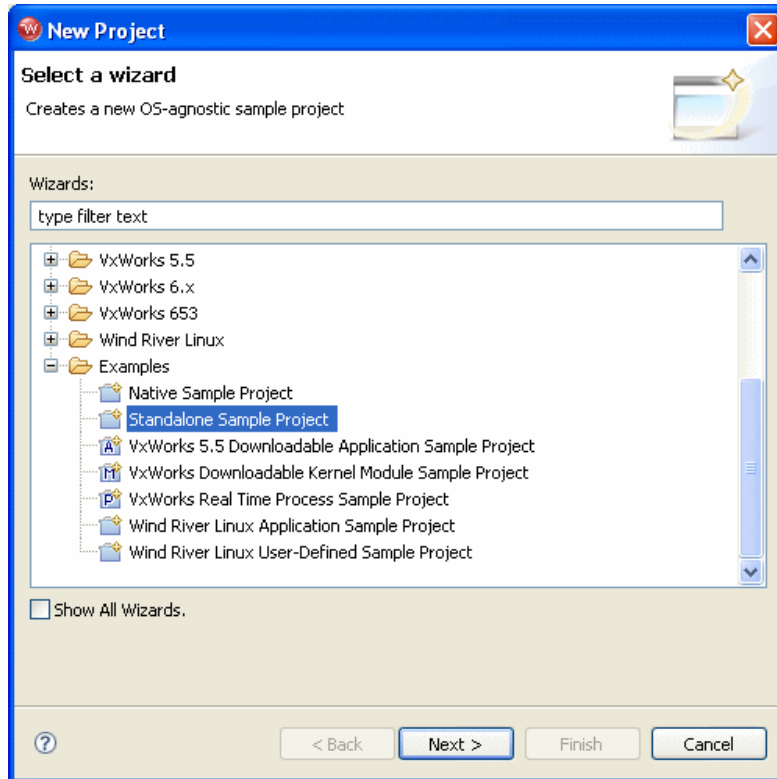 New Project
Select a wizard
Creates a new OS-agnostic sample project
Wizards:
type filter text
VxWorks 5.5
VxWorks 6.x
VxWorks 653
Wind River Linux
Examples
Native Sample Project
Standalone Sample Project
VxWorks 5.5 Downloadable Application Sample Project
VxWorks Downloadable Kernel Module Sample Project
VxWorks Real Time Process Sample Project
Wind River Linux Application Sample Project
Wind River Linux User-Defined Sample Project
Show All Wizards.
< Back Next > Finish Cancel